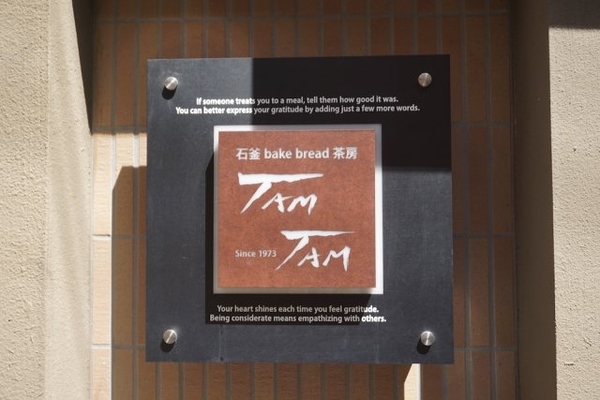 If someone treats you to a meal, tell them how good it was.
You can better express your gratitude by adding just a few more words.
石釜 bake bread 茶房
TAM
TAM
Since 1973
Your heart shines each time you feel gratitude.
Being considerate means empathizing with others.